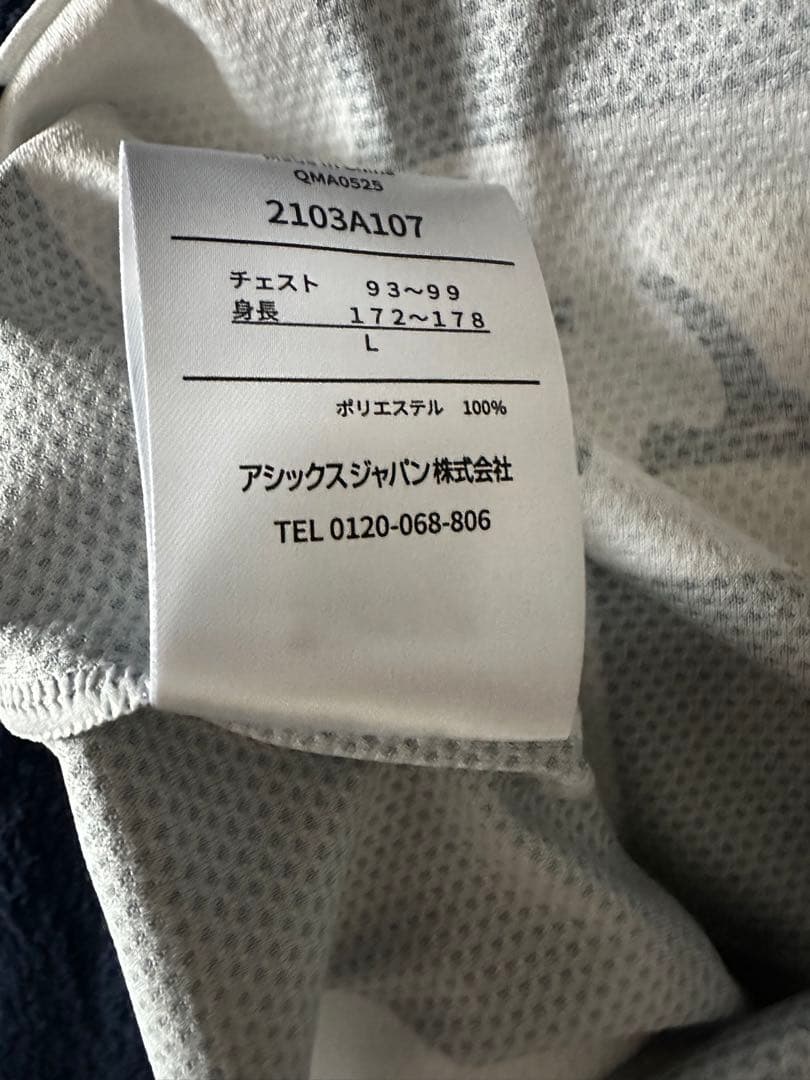 QMA0525
2103A107
チェスト 93～99
身長 172～178
L
ポリエステル 100%
アシックスジャパン株式会社
TEL 0120-068-806